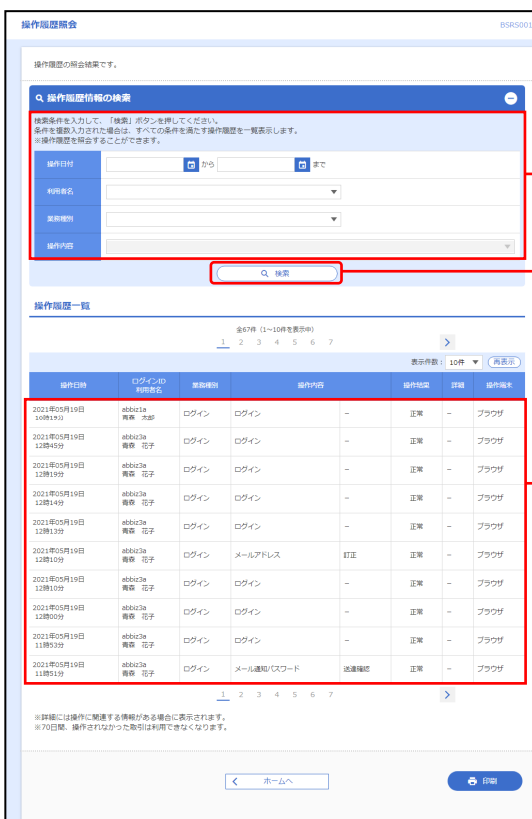 操作履歴照会
BSRS001
操作履歴の照会結果です。
操作履歴情報の検索
検索条件を入力して、「検索」ボタンを押してください。
条件を複数入力された場合は、すべての条件を満たす操作履歴を一覧表示します。
※操作履歴を照会することができます。
操作日付 から まで
利用者名
業務種別
操作内容
検索
操作履歴一覧
全67件（1～10件を表示中）
1 2 3 4 5 6 7
表示件数： 10件 再表示
操作日時 ログインID 利用者名 業務種別 操作内容 操作結果 詳細 操作端末
2021年05月19日 abbiz1a ログイン ログイン － 正常 － ブラウザ
青森 太郎
2021年05月19日 abbiz3a ログイン ログイン － 正常 － ブラウザ
12時45分 青森 花子
2021年05月19日 abbiz3a ログイン ログイン － 正常 － ブラウザ
12時19分 青森 花子
2021年05月19日 abbiz3a ログイン ログイン － 正常 － ブラウザ
12時14分 青森 花子
2021年05月19日 abbiz3a ログイン ログイン － 正常 － ブラウザ
12時13分 青森 花子
2021年05月19日 abbiz3a ログイン メールアドレス 訂正 正常 － ブラウザ
12時10分 青森 花子
2021年05月19日 abbiz3a ログイン ログイン － 正常 － ブラウザ
12時10分 青森 花子
2021年05月19日 abbiz3a ログイン ログイン － 正常 － ブラウザ
12時00分 青森 花子
2021年05月19日 abbiz3a ログイン ログイン － 正常 － ブラウザ
11時53分 青森 花子
2021年05月19日 abbiz3a ログイン メール通知パスワード 送達確認 正常 － ブラウザ
11時51分 青森 花子
1 2 3 4 5 6 7
※詳細には操作に関連する情報がある場合に表示されます。
※70日間、操作されなかった取引は利用できなくなります。
ホームへ
印刷